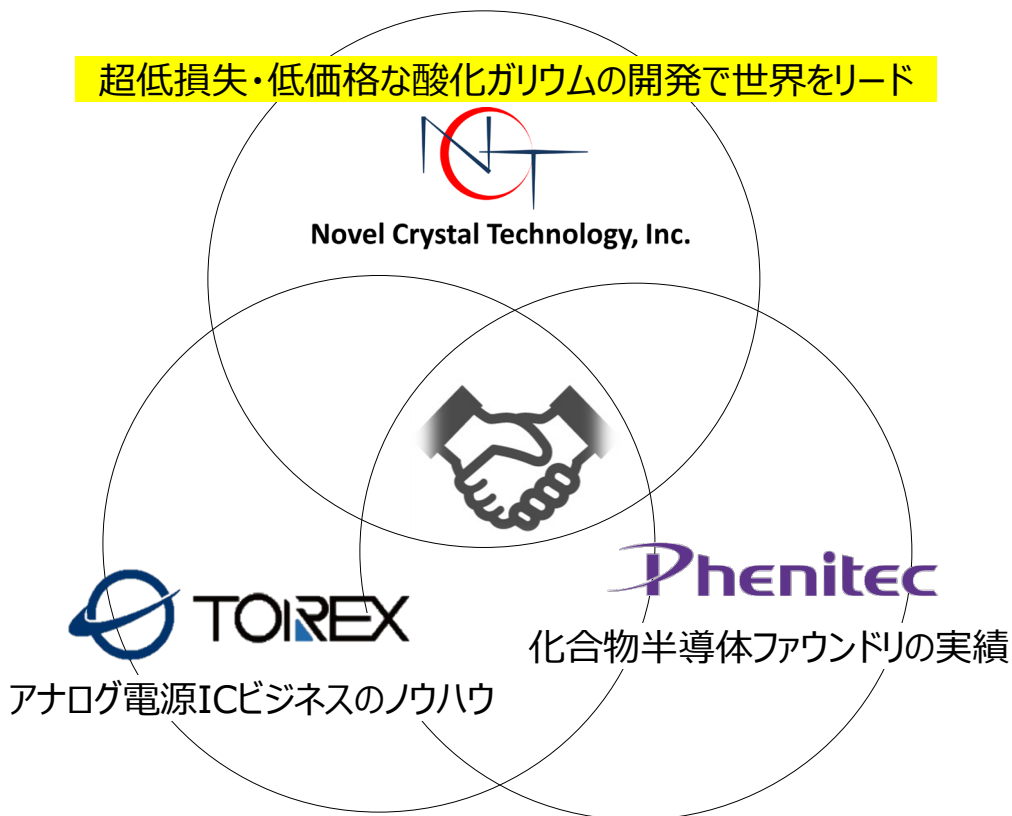 超低損失・低価格な酸化ガリウムの開発で世界をリード
NCT
Novel Crystal Technology, Inc.
Phenitec
TOREX
化合物半導体ファウンドリの実績
アナログ電源ICビジネスのノウハウ